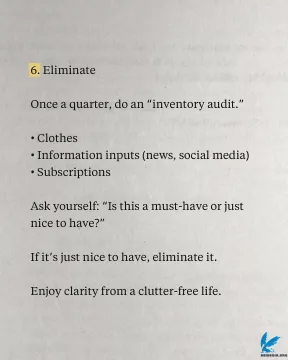 6. Eliminate
Once a quarter, do an “inventory audit.”
• Clothes
• Information inputs (news, social media)
• Subscriptions
Ask yourself: “Is this a must-have or just
nice to have?”
If it’s just nice to have, eliminate it.
Enjoy clarity from a clutter-free life.